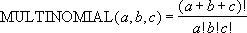 MULTINOMIAL(a, b, c) = (a + b + c)! / a! b! c!